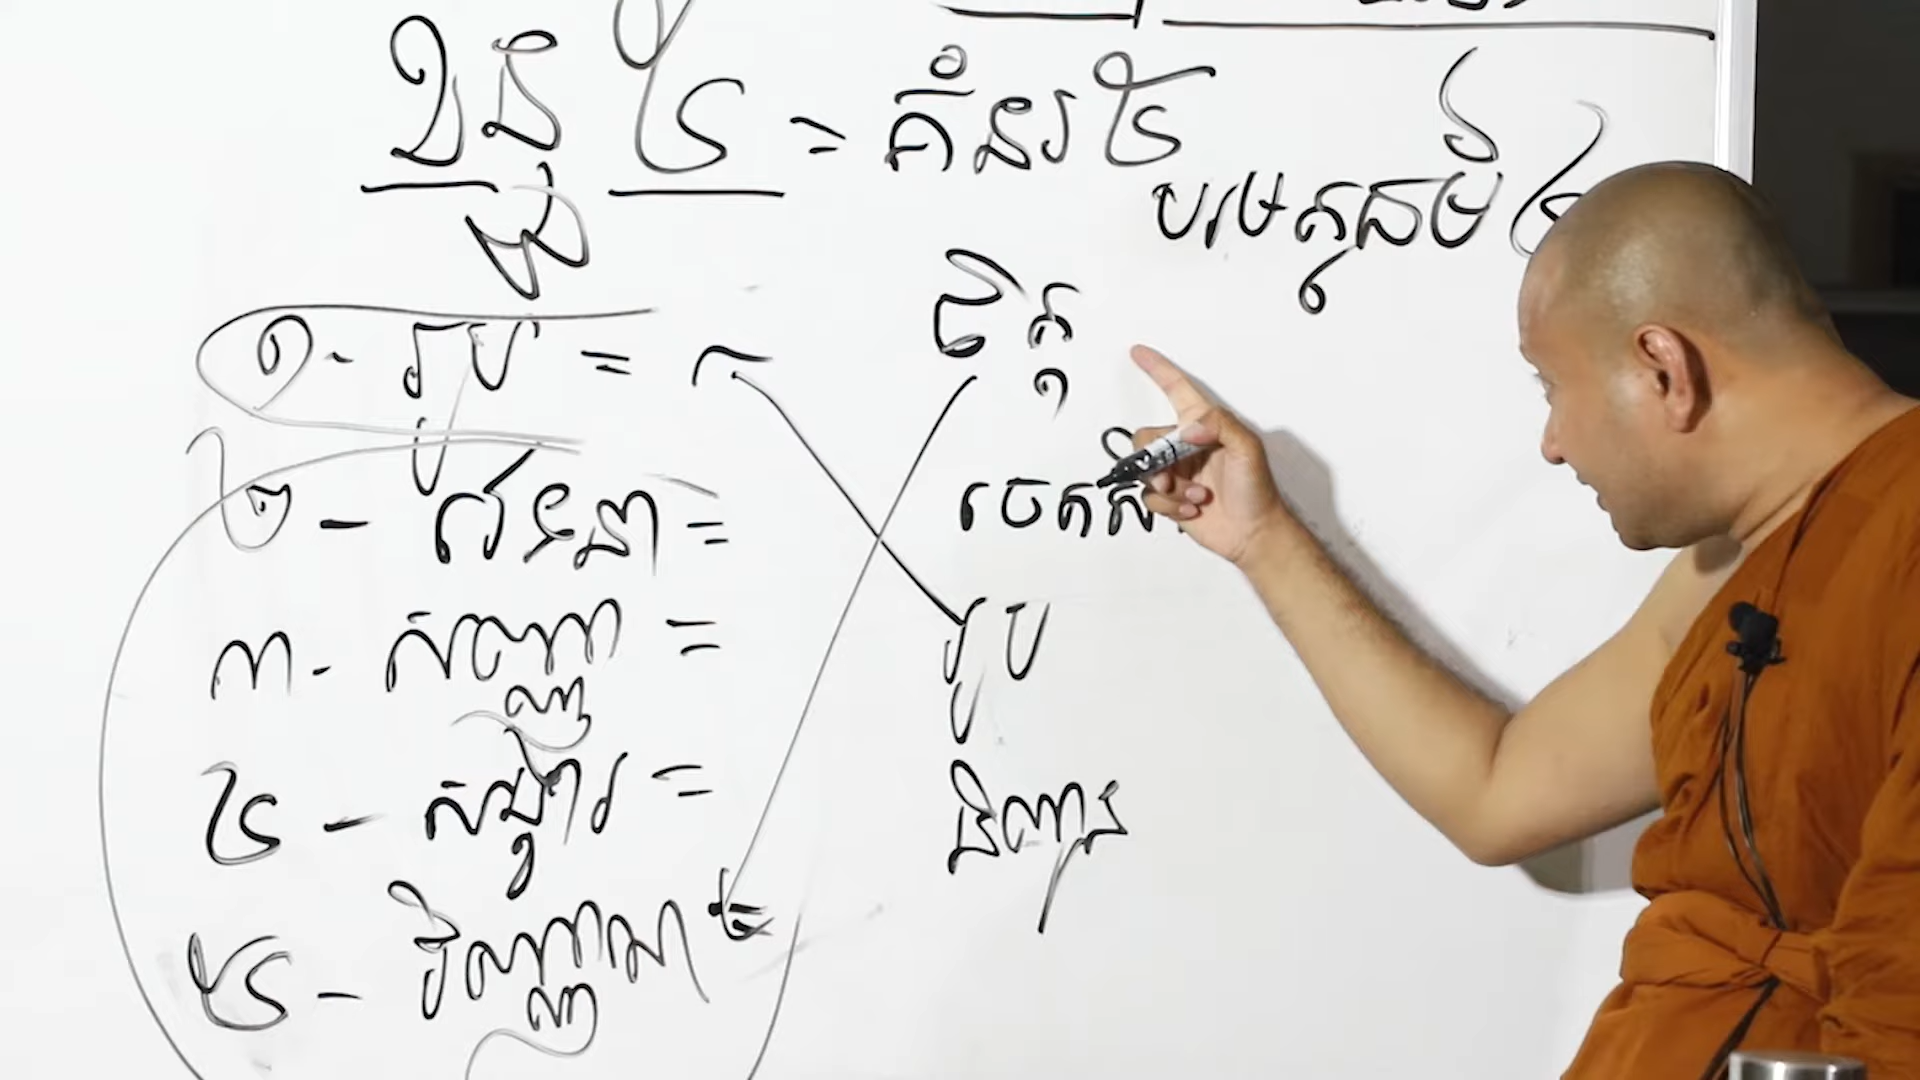 ខន្ធ ៥ = គំនរ ៥
បរមត្ថធម៌ ៤
១- រូប =
ចិត្ត
២ - វេទនា =
ចេតសិ
៣- សញ្ញា =
រូប
៤ - សង្ខារ =
និញ្វន
៥ - វិញ្ញាណ =